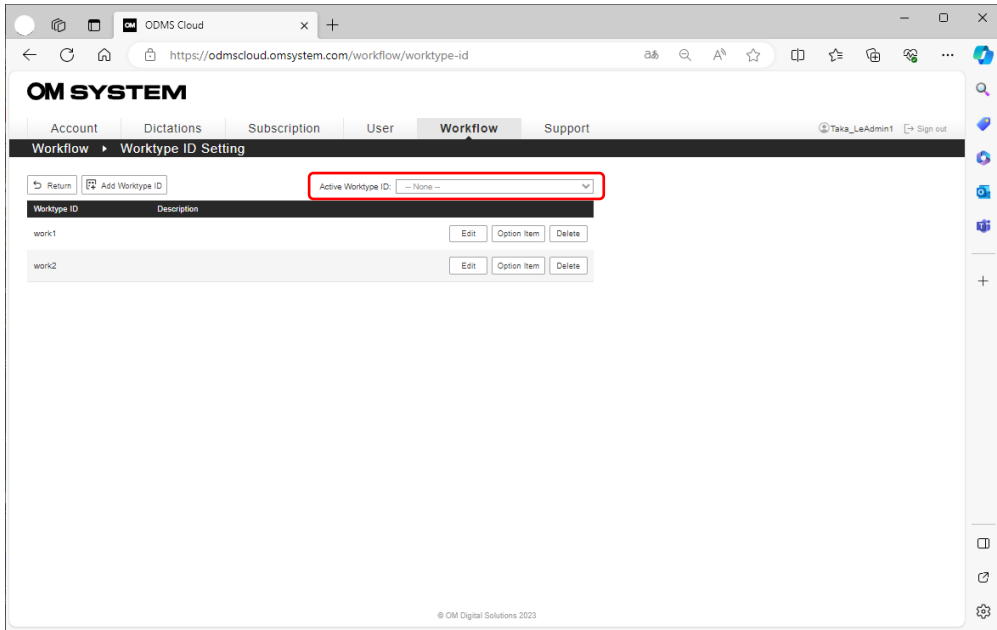 OM ODMS Cloud
https://odmscloud.omsystem.com/workflow/worktype-id
OM SYSTEM
Account Dictations Subscription User Workflow Support Taka_LeAdmin1 Sign out
Workflow Worktype ID Setting
Return Add Worktype ID Active Worktype ID: -- None --
Worktype ID Description
work1 Edit Option Item Delete
work2 Edit Option Item Delete
© OM Digital Solutions 2023